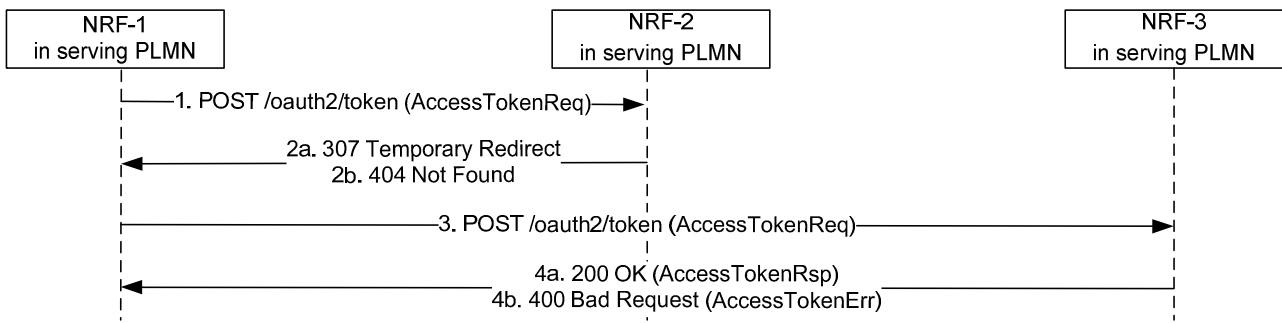 NRF-1
in serving PLMN
NRF-2
in serving PLMN
NRF-3
in serving PLMN
1. POST /oauth2/token (AccessTokenReq)
2a. 307 Temporary Redirect
2b. 404 Not Found
3. POST /oauth2/token (AccessTokenReq)
4a. 200 OK (AccessTokenRsp)
4b. 400 Bad Request (AccessTokenErr)